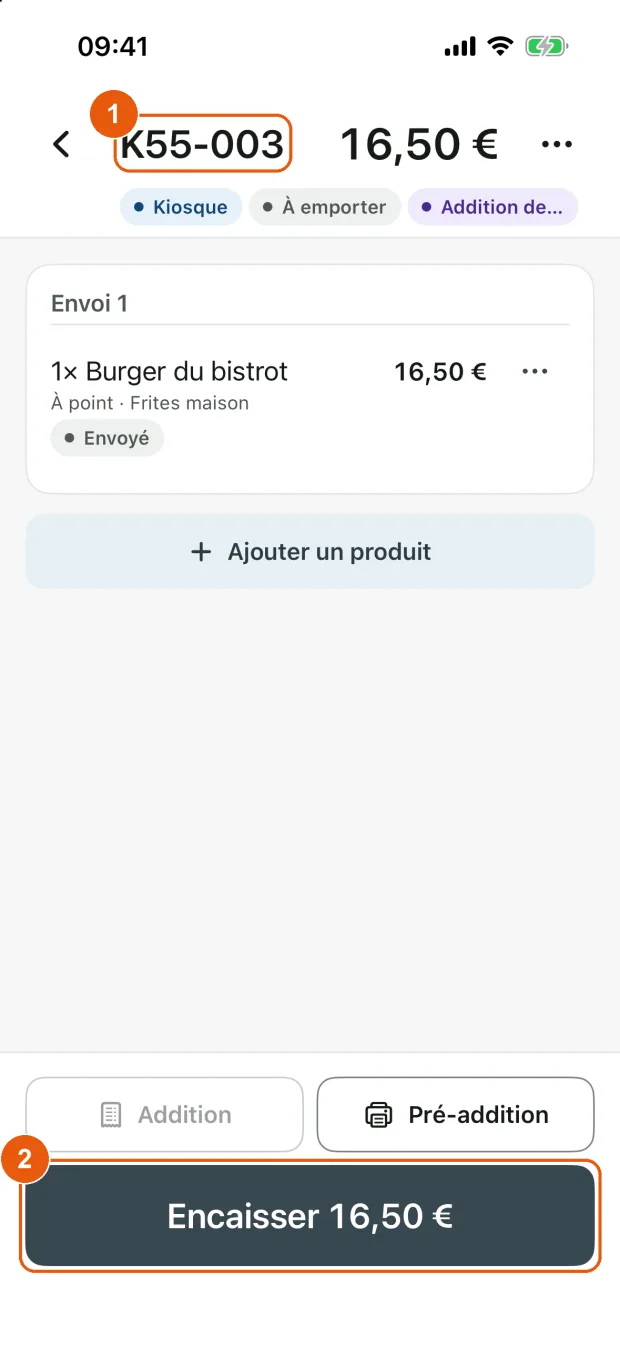 09:41
1
K55-003 16,50 € ...
Kiosque À emporter Addition de...
Envoi 1
1× Burger du bistrot 16,50 € ...
À point · Frites maison
Envoyé
+ Ajouter un produit
Addition Pré-addition
2
Encaisser 16,50 €